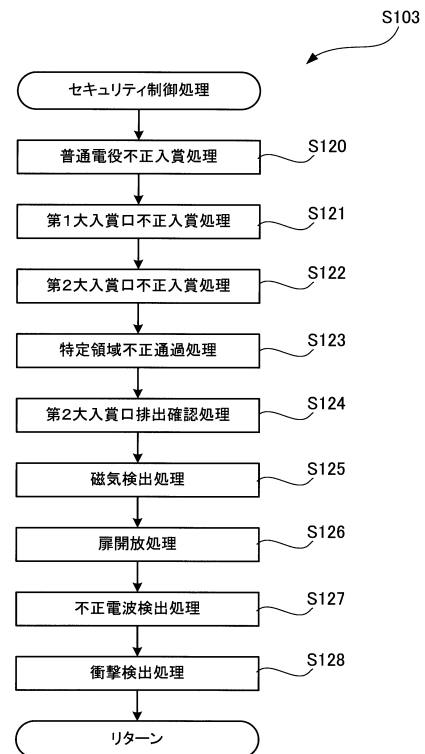 S103
セキュリティ制御処理
普通電役不正入賞処理
S120
第1大入賞口不正入賞処理
S121
第2大入賞口不正入賞処理
S122
特定領域不正通過処理
S123
第2大入賞口排出確認処理
S124
磁気検出処理
S125
扉開放処理
S126
不正電波検出処理
S127
衝撃検出処理
S128
リターン